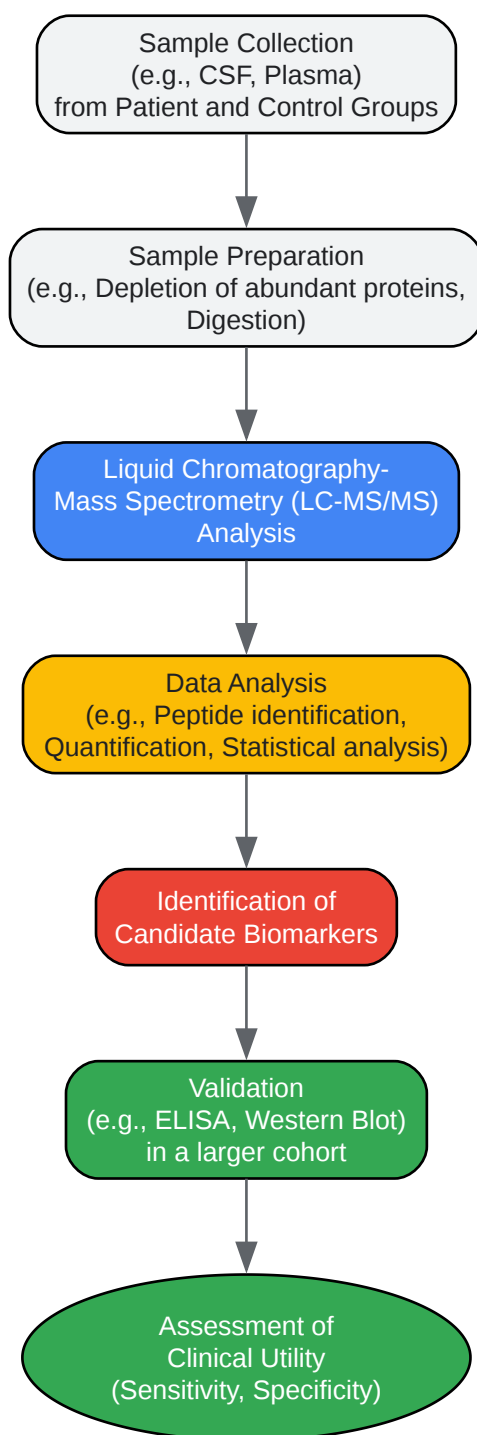 Sample Collection
(e.g., CSF, Plasma)
from Patient and Control Groups
Sample Preparation
(e.g., Depletion of abundant proteins,
Digestion)
Liquid Chromatography-
Mass Spectrometry (LC-MS/MS)
Analysis
Data Analysis
(e.g., Peptide identification,
Quantification, Statistical analysis)
Identification of
Candidate Biomarkers
Validation
(e.g., ELISA, Western Blot)
in a larger cohort
Assessment of
Clinical Utility
(Sensitivity, Specificity)